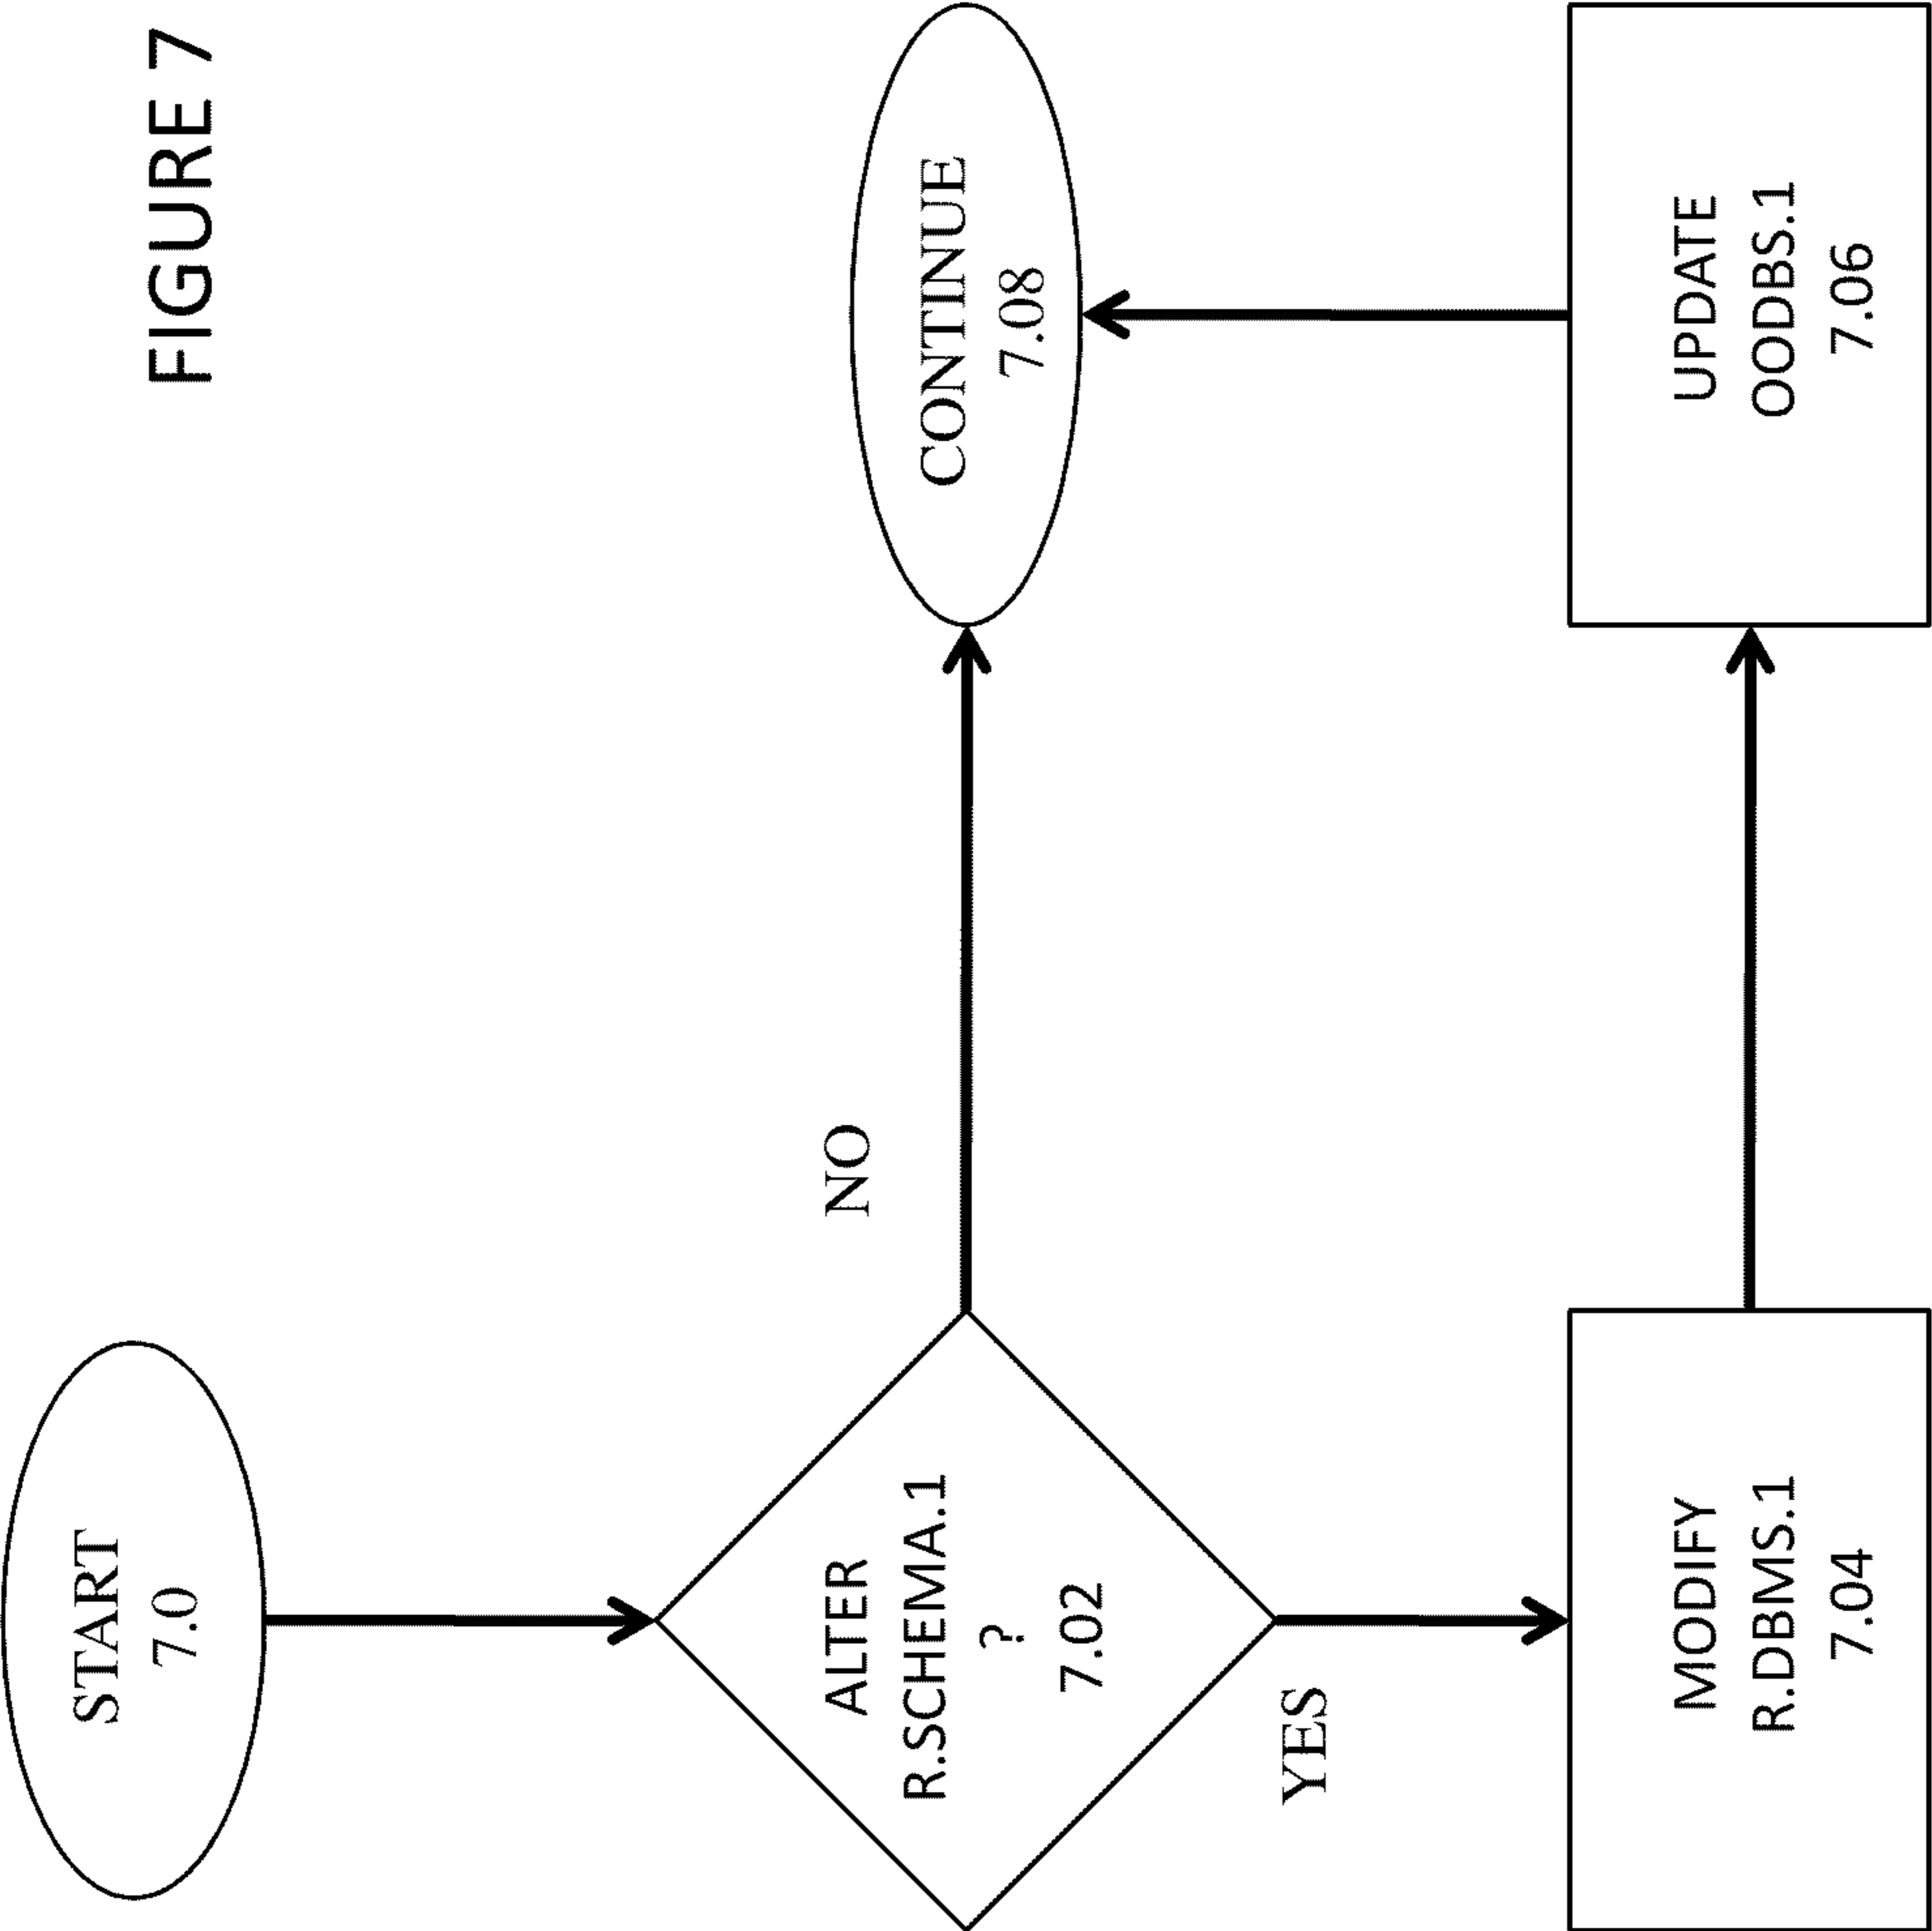 FIGURE 7
START
7.0
ALTER
R.SCHEMA.1
?
7.02
NO
YES
CONTINUE
7.08
MODIFY
R.DBMS.1
7.04
UPDATE
OODBS.1
7.06